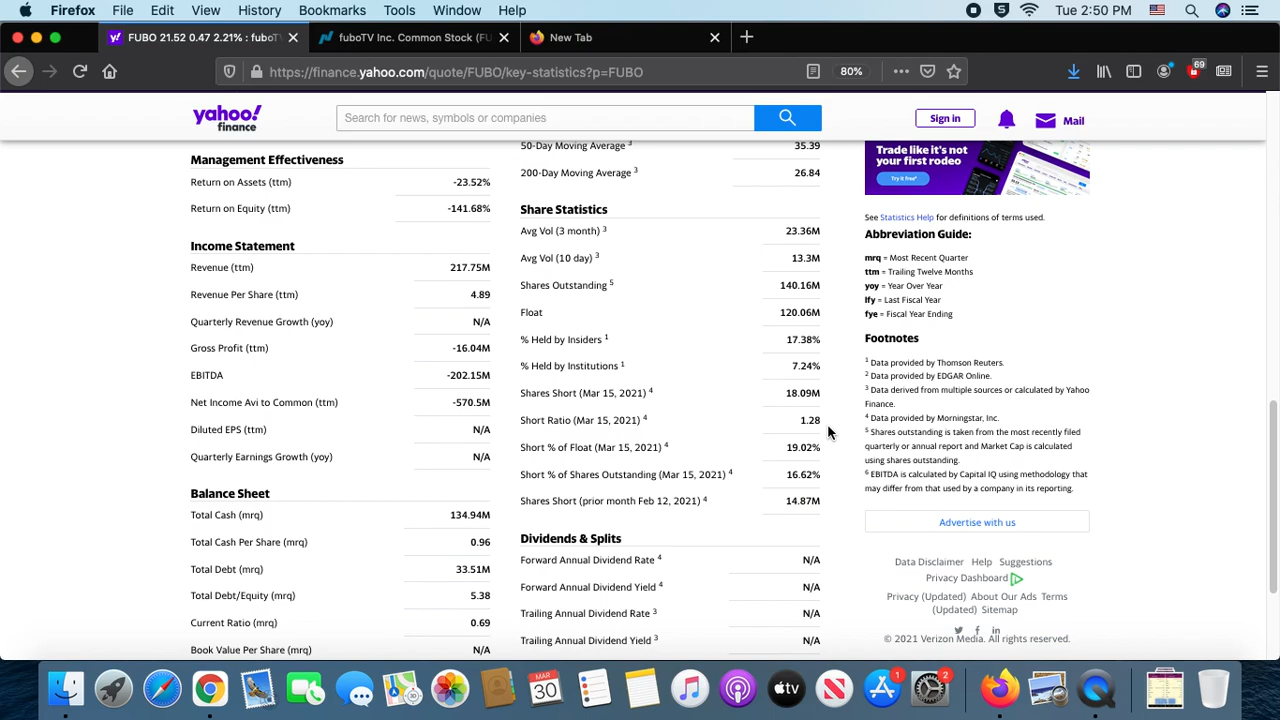 Firefox File Edit View History Bookmarks Tools Window Help Tue 2:50 PM
FUBO 21.52 0.47 2.21% : fuboT
fuboTV Inc. Common Stock (FU
New Tab
https://finance.yahoo.com/quote/FUBO/key-statistics?p=FUBO 80% 69
yahoo!
finance
Search for news, symbols or companies
Sign in
Mail
Management Effectiveness
Return on Assets (ttm) -23.52%
Return on Equity (ttm) -141.68%
Income Statement
Revenue (ttm) 217.75M
Revenue Per Share (ttm) 4.89
Quarterly Revenue Growth (yoy) N/A
Gross Profit (ttm) -16.04M
EBITDA -202.15M
Net Income Avi to Common (ttm) -570.5M
Diluted EPS (ttm) N/A
Quarterly Earnings Growth (yoy) N/A
Balance Sheet
Total Cash (mrq) 134.94M
Total Cash Per Share (mrq) 0.96
Total Debt (mrq) 33.51M
Total Debt/Equity (mrq) 5.38
Current Ratio (mrq) 0.69
Book Value Per Share (mrq) N/A
50-Day Moving Average 3 35.39
200-Day Moving Average 3 26.84
Share Statistics
Avg Vol (3 month) 3 23.36M
Avg Vol (10 day) 3 13.3M
Shares Outstanding 5 140.16M
Float 120.06M
% Held by Insiders 1 17.38%
% Held by Institutions 1 7.24%
Shares Short (Mar 15, 2021) 4 18.09M
Short Ratio (Mar 15, 2021) 4 1.28
Short % of Float (Mar 15, 2021) 4 19.02%
Short % of Shares Outstanding (Mar 15, 2021) 4 16.62%
Shares Short (prior month Feb 12, 2021) 4 14.87M
Dividends & Splits
Forward Annual Dividend Rate 4 N/A
Forward Annual Dividend Yield 4 N/A
Trailing Annual Dividend Rate 3 N/A
Trailing Annual Dividend Yield 3 N/A
Trade like it's not
your first rodeo
Try it free*
See Statistics Help for definitions of terms used.
Abbreviation Guide:
mrq = Most Recent Quarter
ttm = Trailing Twelve Months
yoy = Year Over Year
lfy = Last Fiscal Year
fye = Fiscal Year Ending
Footnotes
1 Data provided by Thomson Reuters.
2 Data provided by EDGAR Online.
3 Data derived from multiple sources or calculated by Yahoo
Finance.
4 Data provided by Morningstar, Inc.
5 Shares outstanding is taken from the most recently filed
quarterly or annual report and Market Cap is calculated
using shares outstanding.
6 EBITDA is calculated by Capital IQ using methodology that
may differ from that used by a company in its reporting.
Advertise with us
Data Disclaimer Help Suggestions
Privacy Dashboard
Privacy (Updated) About Our Ads Terms
(Updated) Sitemap
© 2021 Verizon Media. All rights reserved.
MAR
30
tv
1
2